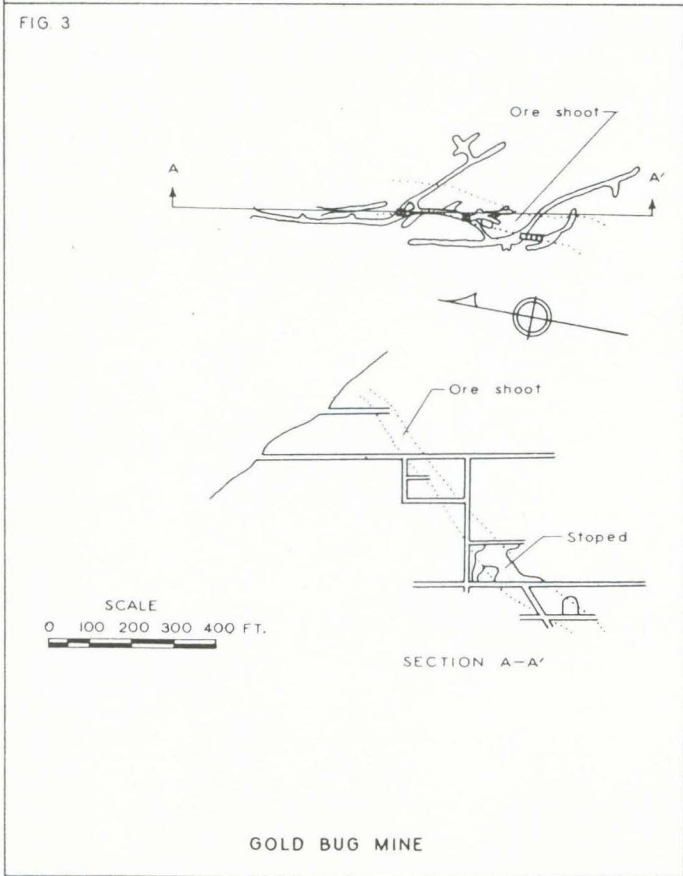 FIG. 3
Ore shoot
A
A'
Ore shoot
Stoped
SCALE
0 100 200 300 400 FT.
SECTION A-A'
GOLD BUG MINE